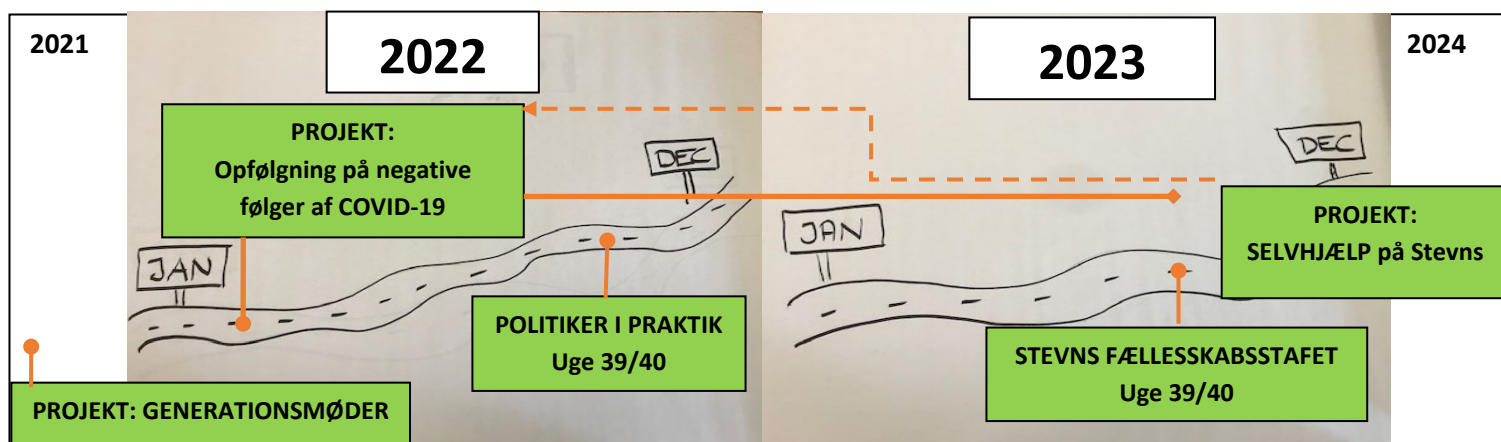 2021
2022
2023
2024
PROJEKT:
Opfølgning på negative
følger af COVID-19
DEC
DEC
JAN
JAN
PROJEKT:
SELVHJÆLP på Stevns
POLITIKER I PRAKTIK
Uge 39/40
STEVNS FÆLLESSKABSSTAFET
Uge 39/40
PROJEKT: GENERATIONSMØDER